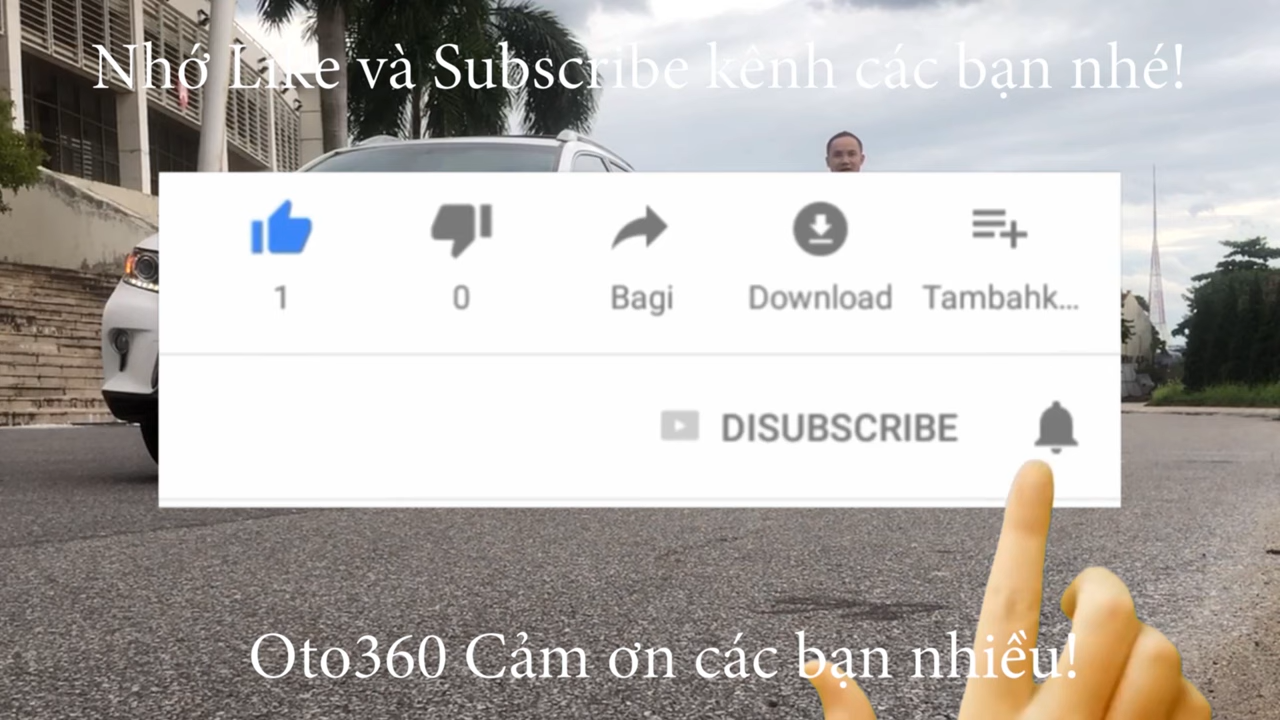 Nhớ Like và Subscribe kênh các bạn nhé!
1 0 Bagi Download Tambahk...
DISUBSCRIBE
Oto360 Cảm ơn các bạn nhiều!